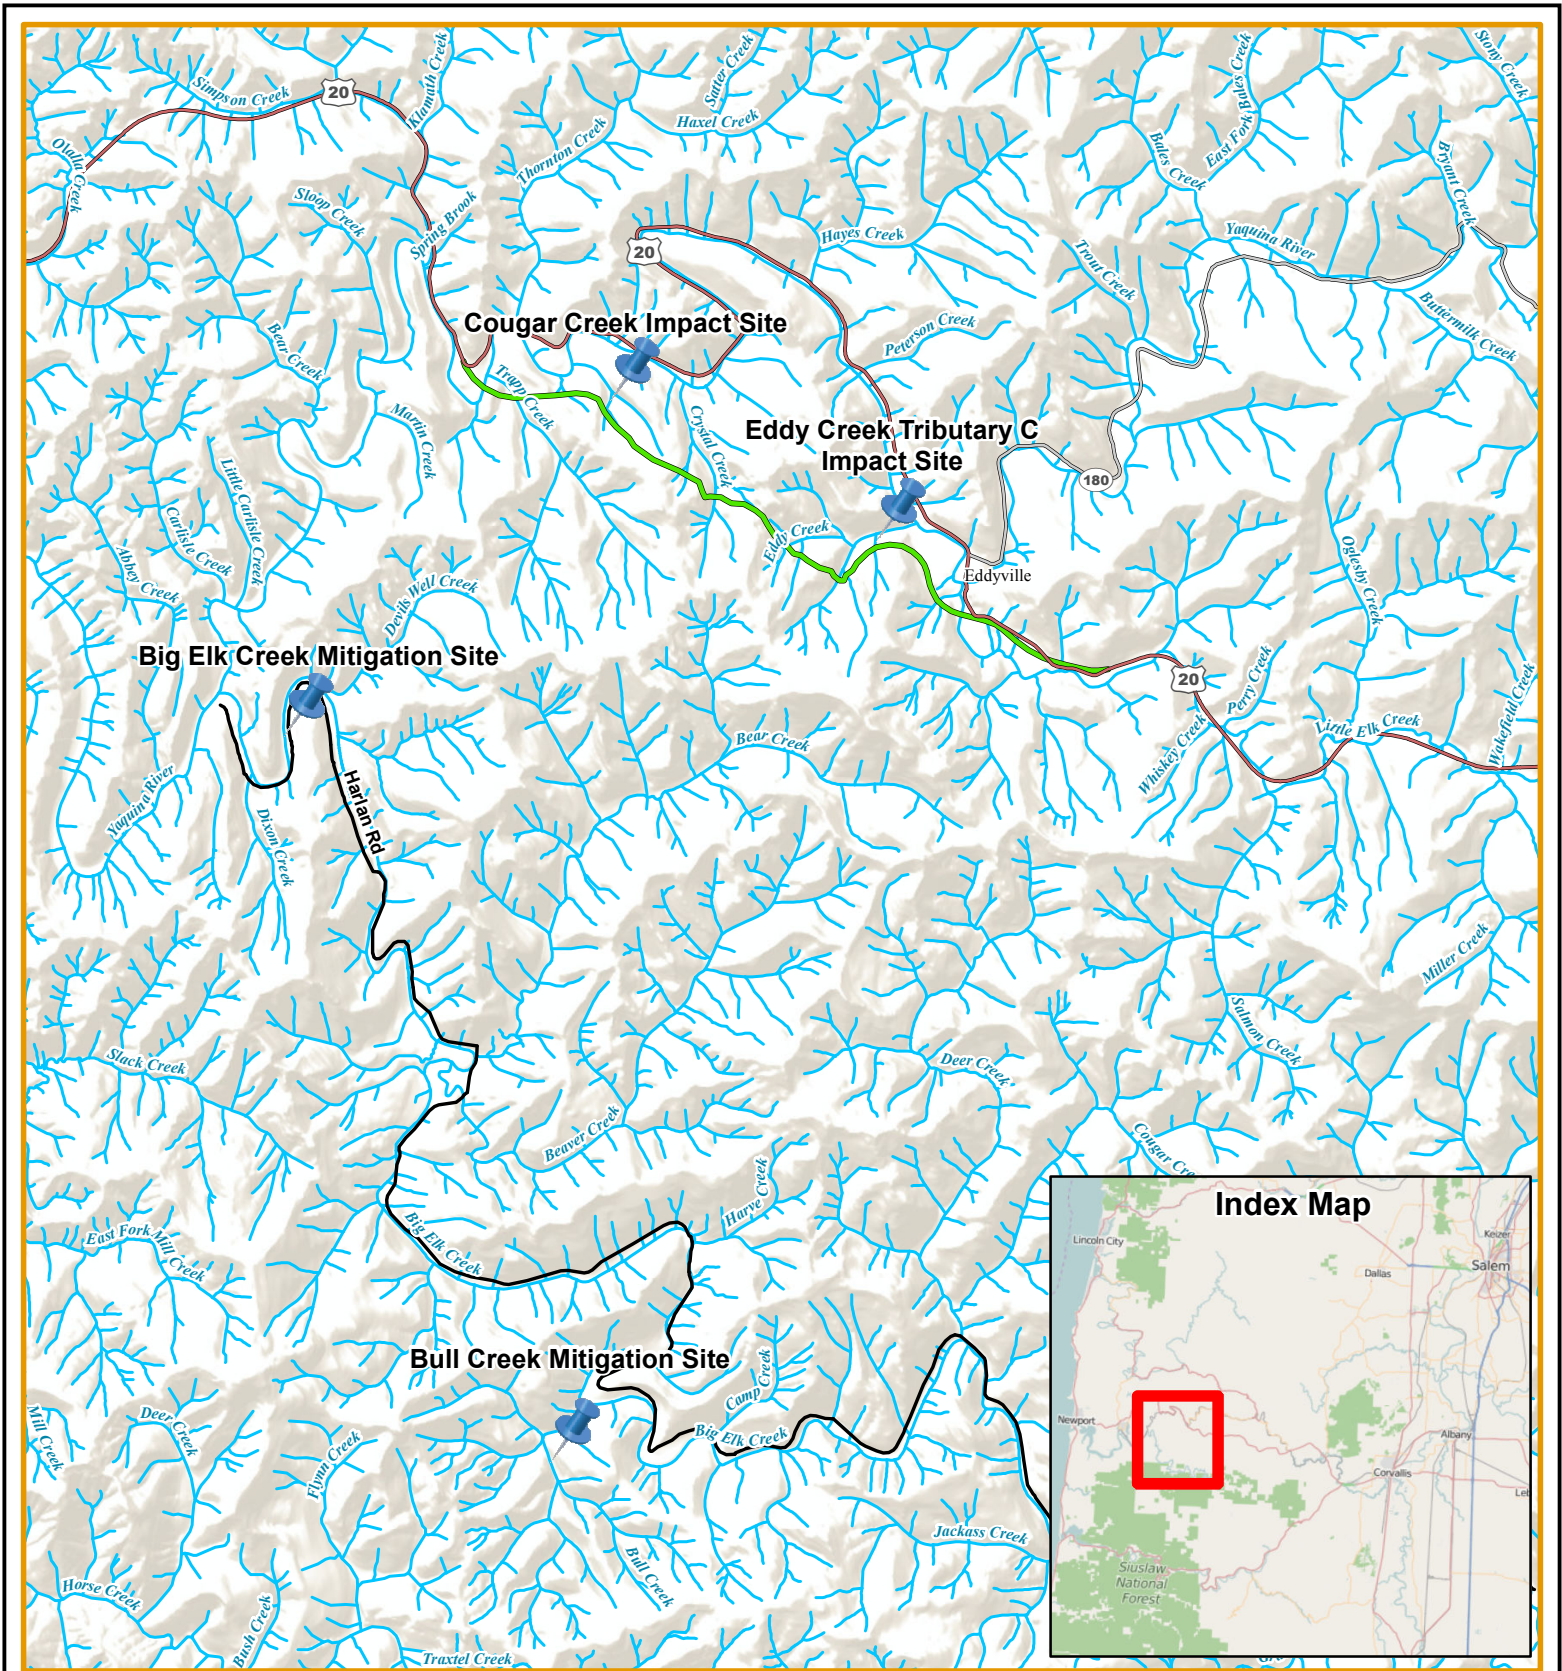 Simpson Creek
20
Klamath Creek
Satter Creek
Haxel Creek
Stony Creek
East Fork Bales Creek
Bales Creek
Bryant Creek
Olalla Creek
Thornton Creek
Sloop Creek
Spring Brook
20
Hayes Creek
Trout Creek
Yaquina River
Buttermilk Creek
Cougar Creek Impact Site
Peterson Creek
Bear Creek
Trapp Creek
Martin Creek
Crystal Creek
Eddy Creek Tributary C
Impact Site
180
Little Carlisle Creek
Carlisle Creek
Abbey Creek
Eddy Creek
Eddyville
Oglesby Creek
Devils Well Creek
Big Elk Creek Mitigation Site
20
Perry Creek
Whiskey Creek
Little Elk Creek
Wakefield Creek
Bear Creek
Yaquina River
Harlan Rd
Dixon Creek
Miller Creek
Salmon Creek
Slack Creek
Deer Creek
Beaver Creek
Cougar Cre
Harve Creek
East Fork Mill Creek
Big Elk Creek
Bull Creek Mitigation Site
Camp Creek
Big Elk Creek
Mill Creek
Deer Creek
Flynn Creek
Jackass Creek
Bull Creek
Horse Creek
Bush Creek
Traxtel Creek
Index Map
Lincoln City
Keizer
Salem
Dallas
Newport
Albany
Corvallis
Leb
Siuslaw
National
Forest